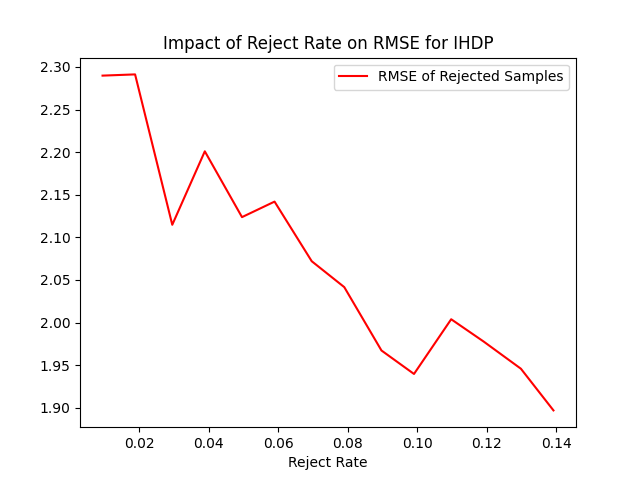 Impact of Reject Rate on RMSE for IHDP
RMSE of Rejected Samples
2.30
2.25
2.20
2.15
2.10
2.05
2.00
1.95
1.90
0.02 0.04 0.06 0.08 0.10 0.12 0.14
Reject Rate